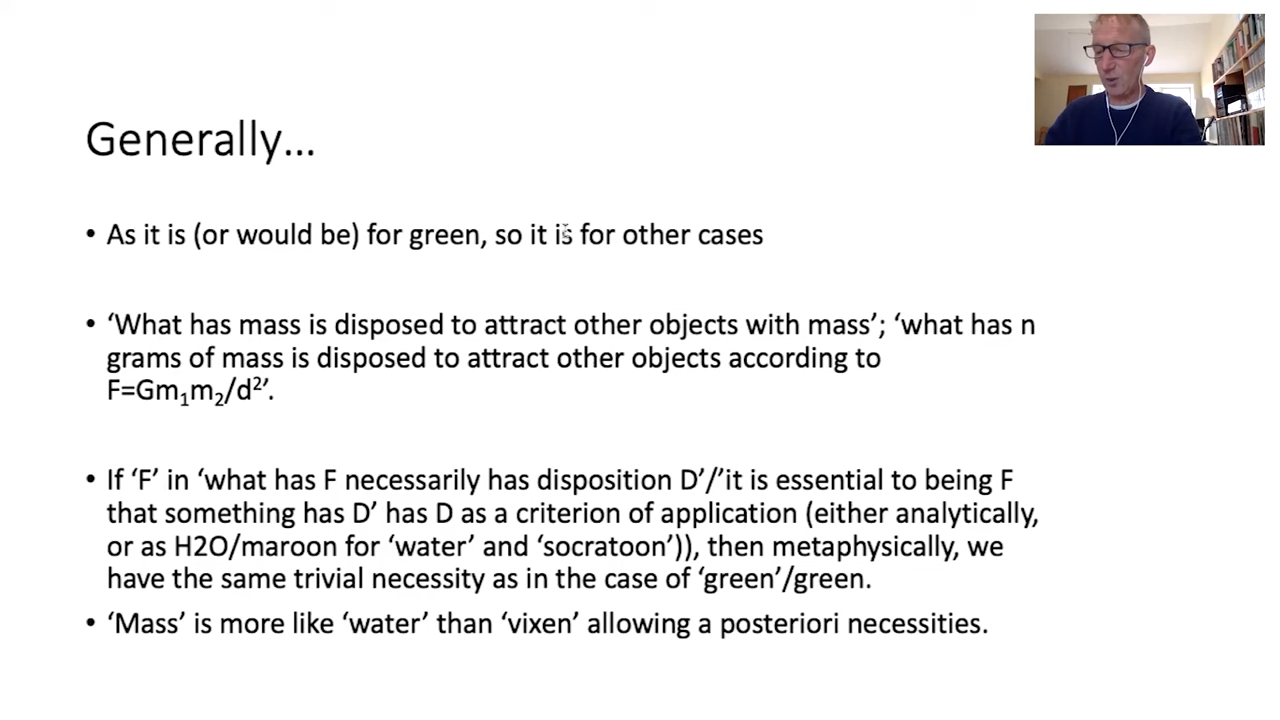 Generally...
• As it is (or would be) for green, so it is for other cases
• ‘What has mass is disposed to attract other objects with mass’; ‘what has n
grams of mass is disposed to attract other objects according to
F=Gm₁m₂/d²’.
• If ‘F’ in ‘what has F necessarily has disposition D’/’it is essential to being F
that something has D’ has D as a criterion of application (either analytically,
or as H2O/maroon for ‘water’ and ‘socratoon’)), then metaphysically, we
have the same trivial necessity as in the case of ‘green’/green.
• ‘Mass’ is more like ‘water’ than ‘vixen’ allowing a posteriori necessities.